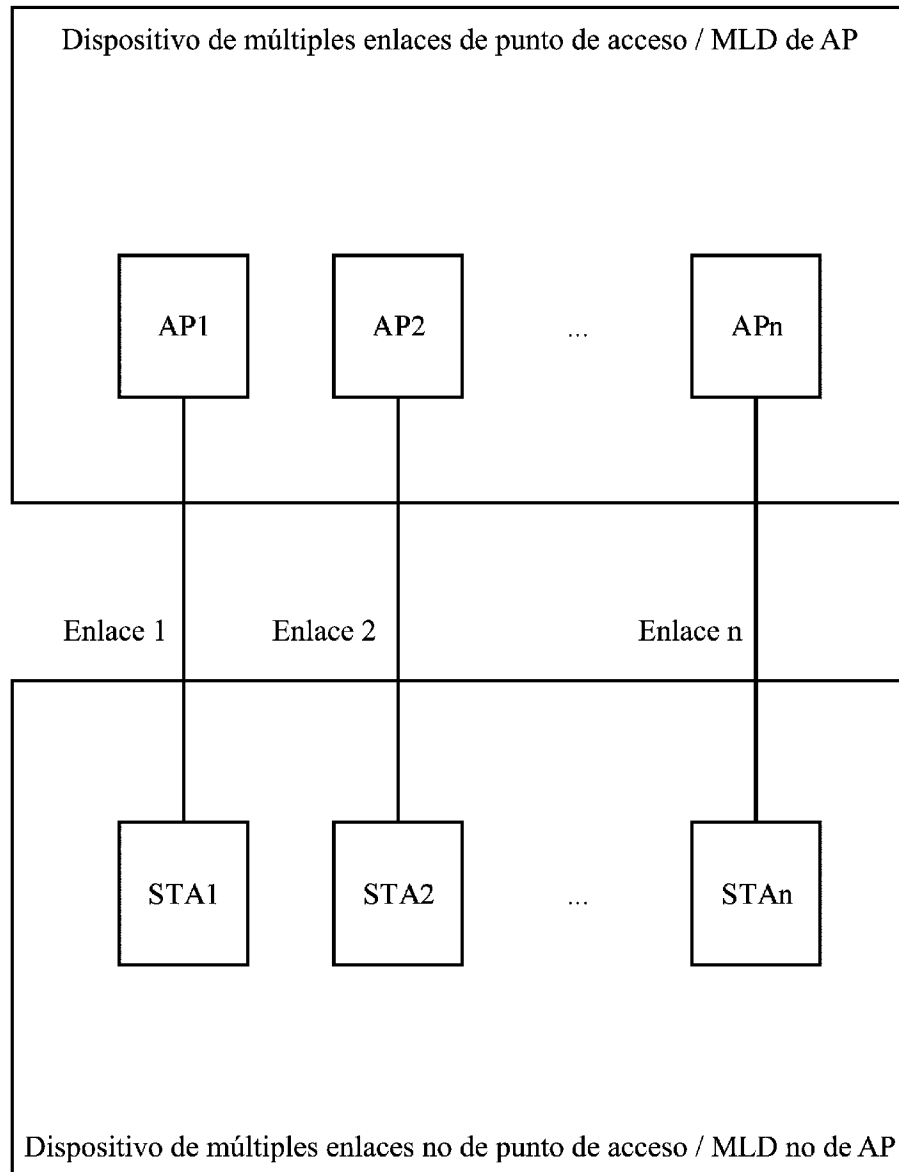 Dispositivo de múltiples enlaces de punto de acceso / MLD de AP
AP1 AP2 ... APn
Enlace 1 Enlace 2 Enlace n
STA1 STA2 ... STAn
Dispositivo de múltiples enlaces no de punto de acceso / MLD no de AP